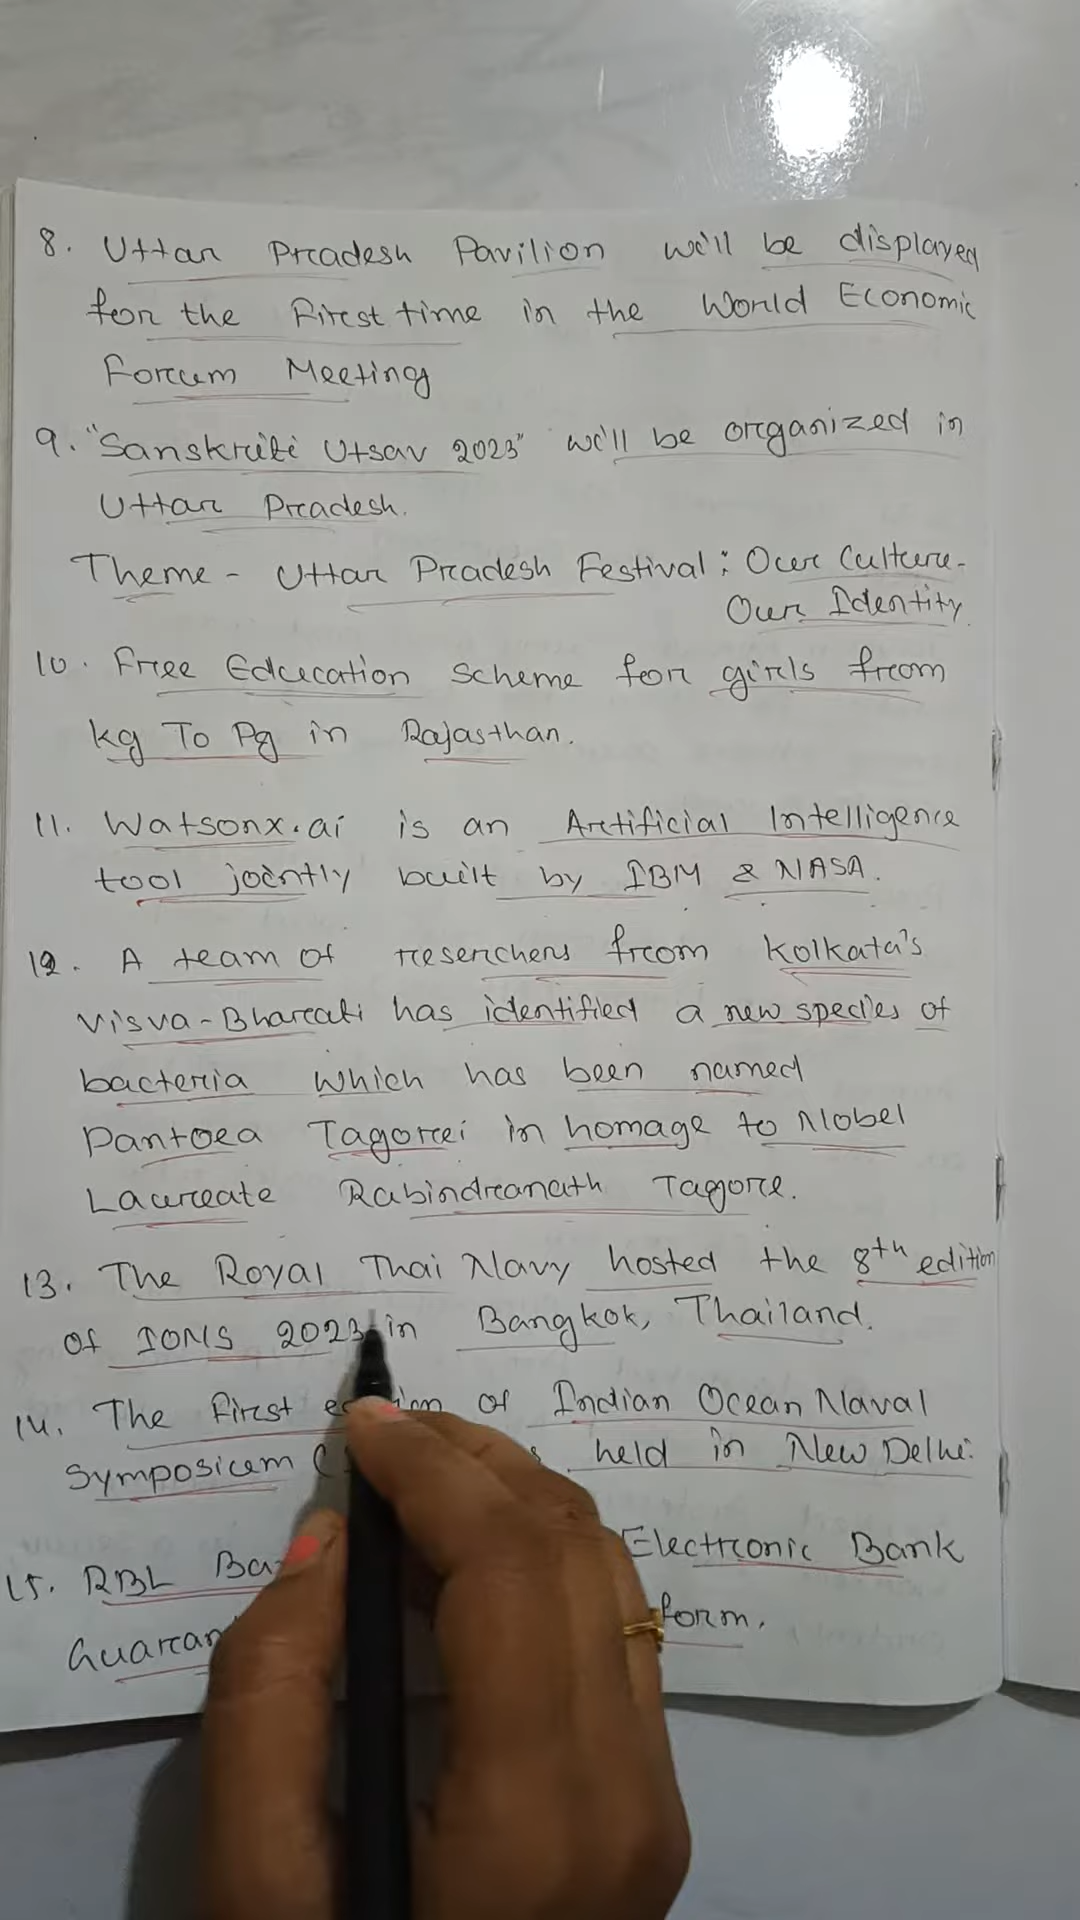 8. Uttar Pradesh Pavilion will be displayed
for the First time in the World Economic
Forum Meeting
9. "Sanskriti Utsav 2023" will be organized in
Uttar Pradesh.
Theme - Uttar Pradesh Festival: Our Culture-
Our Identity
10. Free Education Scheme for girls from
kg To Pg in Rajasthan.
11. Watsonx.ai is an Artificial Intelligence
tool jointly built by IBM & NASA.
12. A team of reserchers from Kolkata's
Visva-Bharati has identified a new species of
bacteria which has been named
Pantoea Tagorei in homage to Nobel
Laureate Rabindranath Tagore.
13. The Royal Thai Navy hosted the 8th edition
of IONS 2023 in Bangkok, Thailand.
14. The First of Indian Ocean Naval
Symposium ( held in New Delhi.
15. RBL Electronic Bank
form.